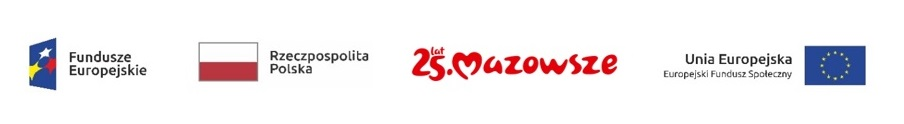 Fundusze
Europejskie
Rzeczpospolita
Polska
25 lat
Mazowsze
Unia Europejska
Europejski Fundusz Społeczny